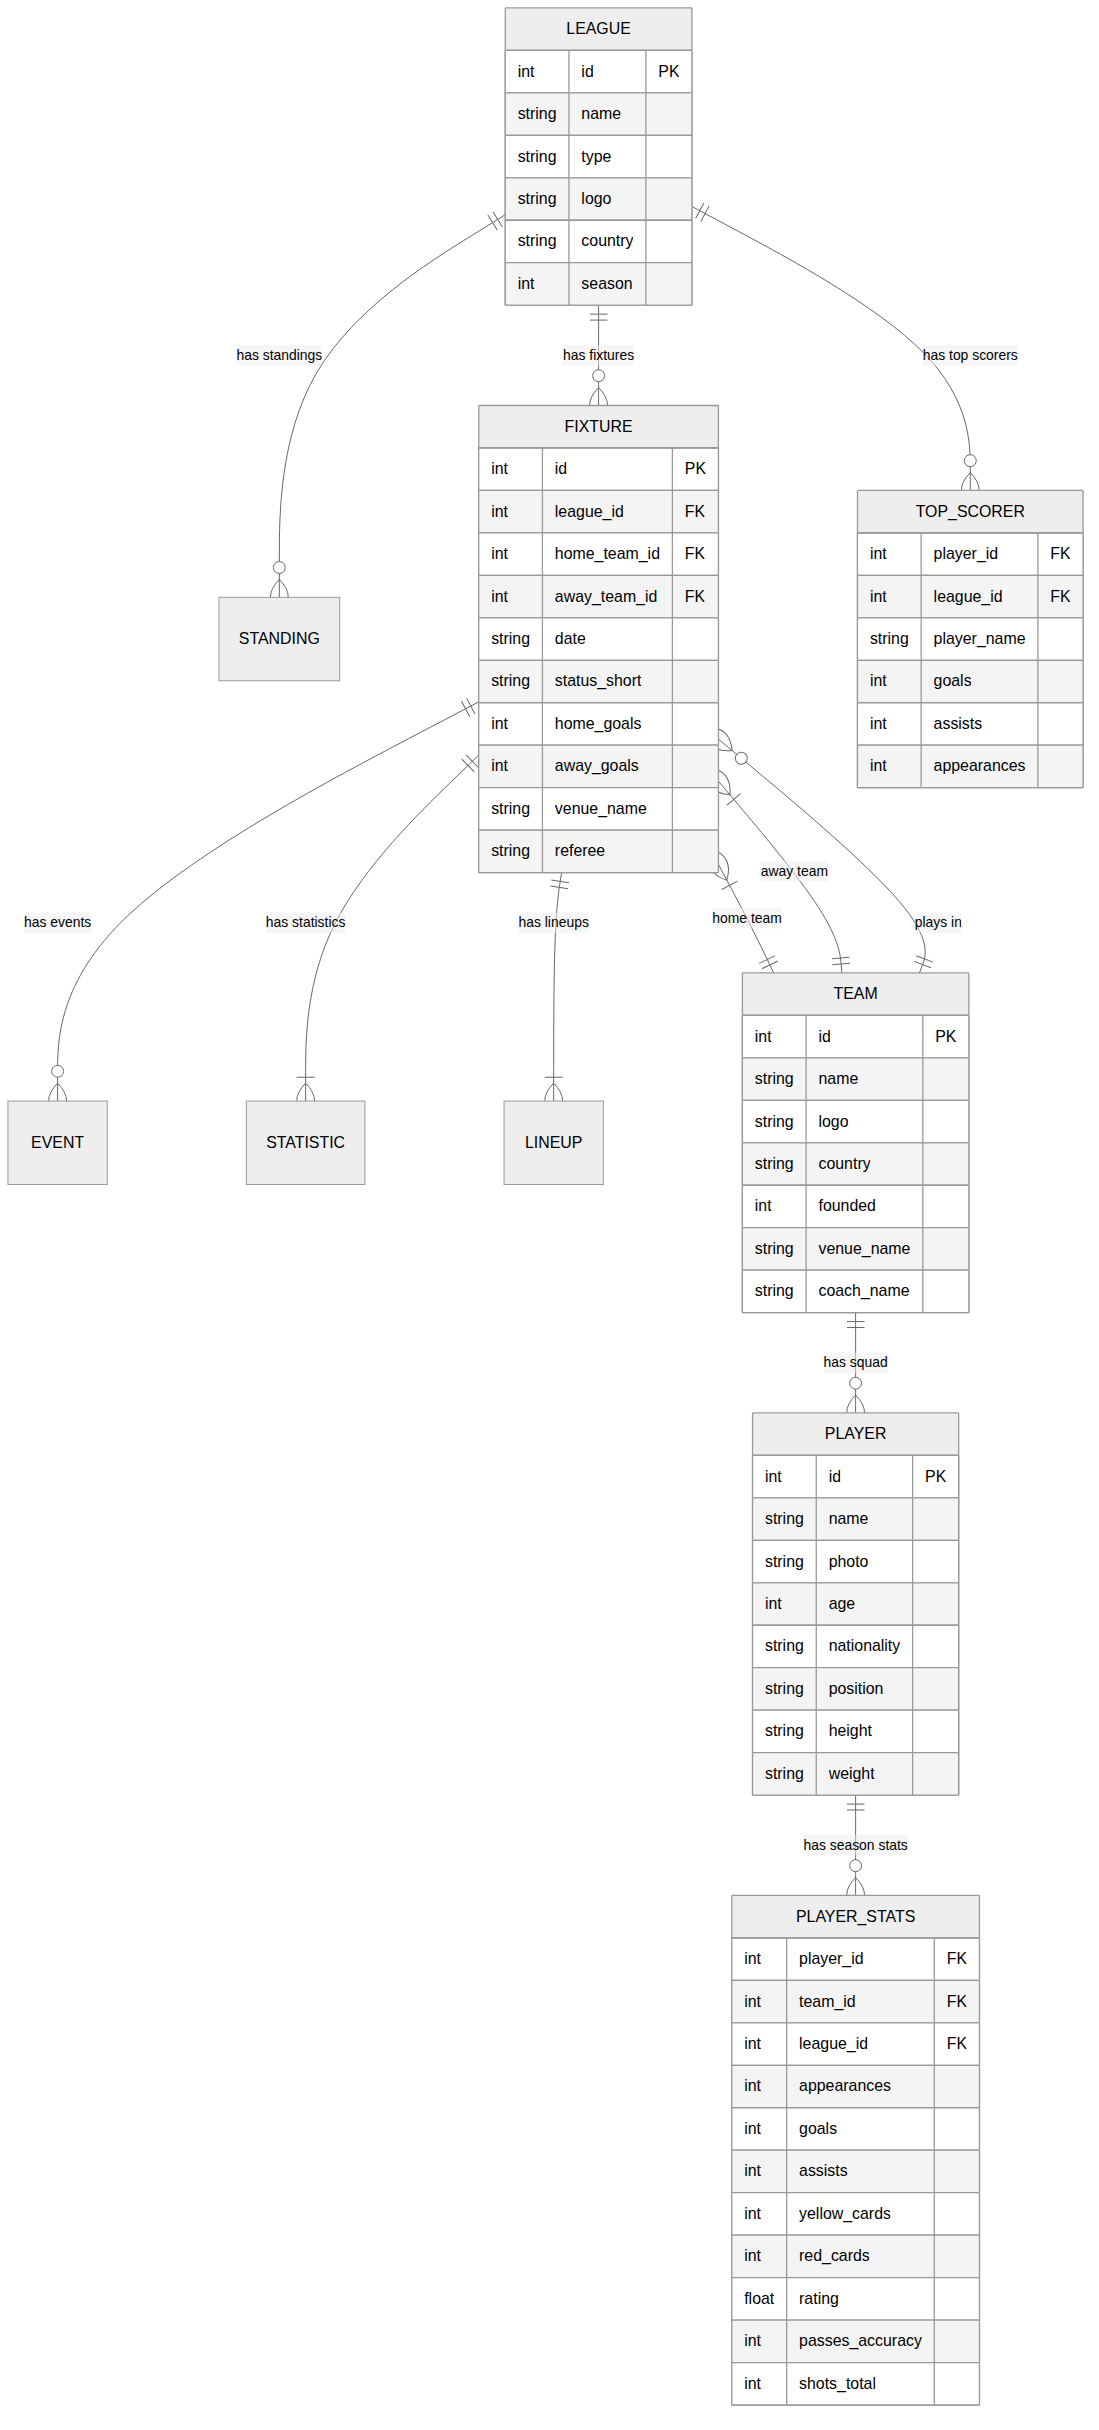 LEAGUE
int id PK
string name
string type
string logo
string country
int season
has standings
has fixtures
has top scorers
FIXTURE
int id PK
int league_id FK
int home_team_id FK
int away_team_id FK
string date
string status_short
int home_goals
int away_goals
string venue_name
string referee
TOP_SCORER
int player_id FK
int league_id FK
string player_name
int goals
int assists
int appearances
STANDING
away team
home team
plays in
has events
has statistics
has lineups
TEAM
int id PK
string name
string logo
string country
int founded
string venue_name
string coach_name
EVENT
STATISTIC
LINEUP
has squad
PLAYER
int id PK
string name
string photo
int age
string nationality
string position
string height
string weight
has season stats
PLAYER_STATS
int player_id FK
int team_id FK
int league_id FK
int appearances
int goals
int assists
int yellow_cards
int red_cards
float rating
int passes_accuracy
int shots_total